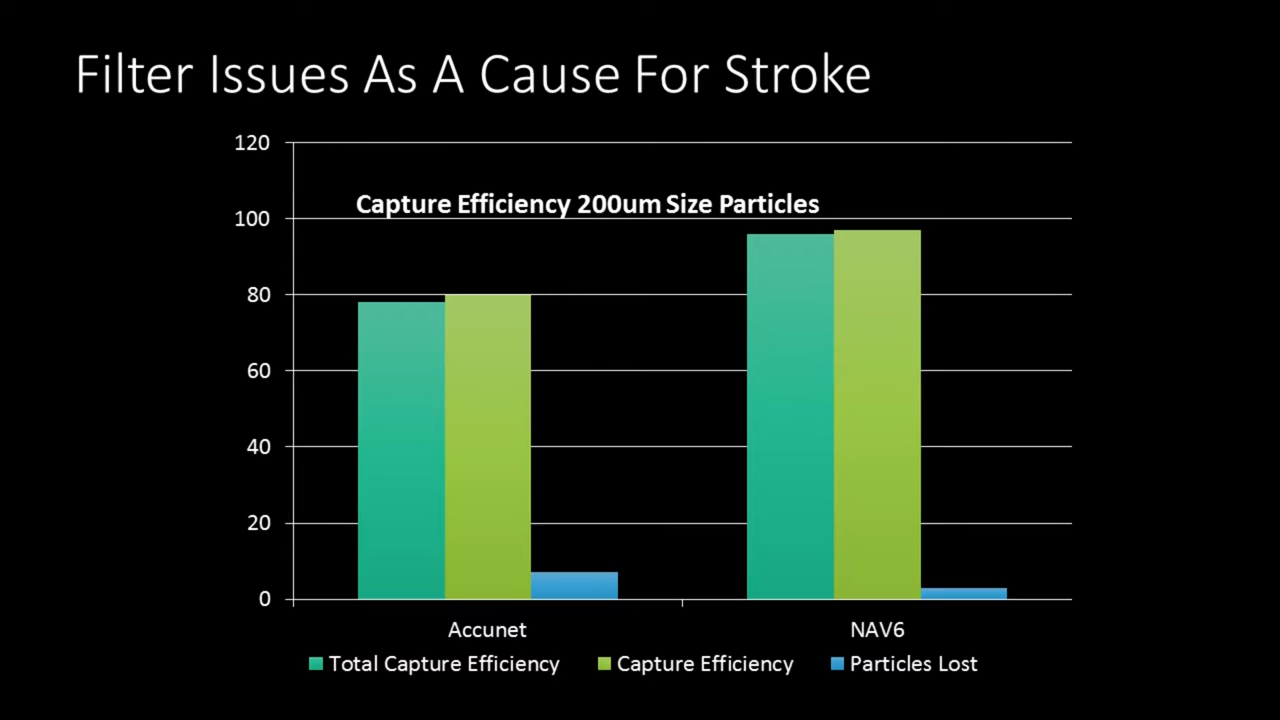 Filter Issues As A Cause For Stroke
120
Capture Efficiency 200um Size Particles
100
80
60
40
20
0
Accunet NAV6
Total Capture Efficiency Capture Efficiency Particles Lost